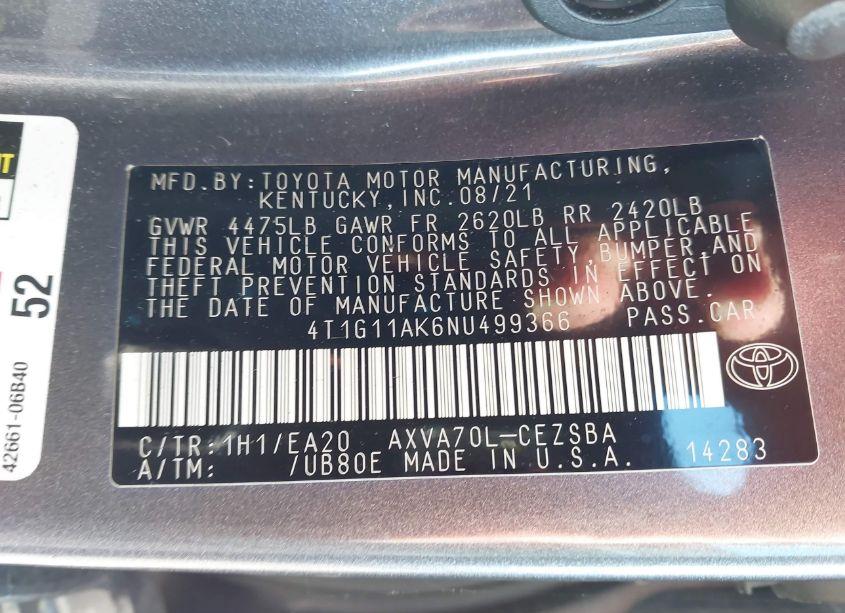 MFD. BY: TOYOTA MOTOR MANUFACTURING,
KENTUCKY, INC. 08/21
GVWR 4475LB GAWR FR 2620LB RR 2420LB
THIS VEHICLE CONFORMS TO ALL APPLICABLE
FEDERAL MOTOR VEHICLE SAFETY, BUMPER, AND
THEFT PREVENTION STANDARDS IN EFFECT ON
THE DATE OF MANUFACTURE SHOWN ABOVE.
4T1G11AK6NU499366 PASS. CAR
C/TR: 1H1/EA20 AXVA70L-CEZSBA
A/TM: /UB80E MADE IN U.S.A. 14283
52
42661-06B40